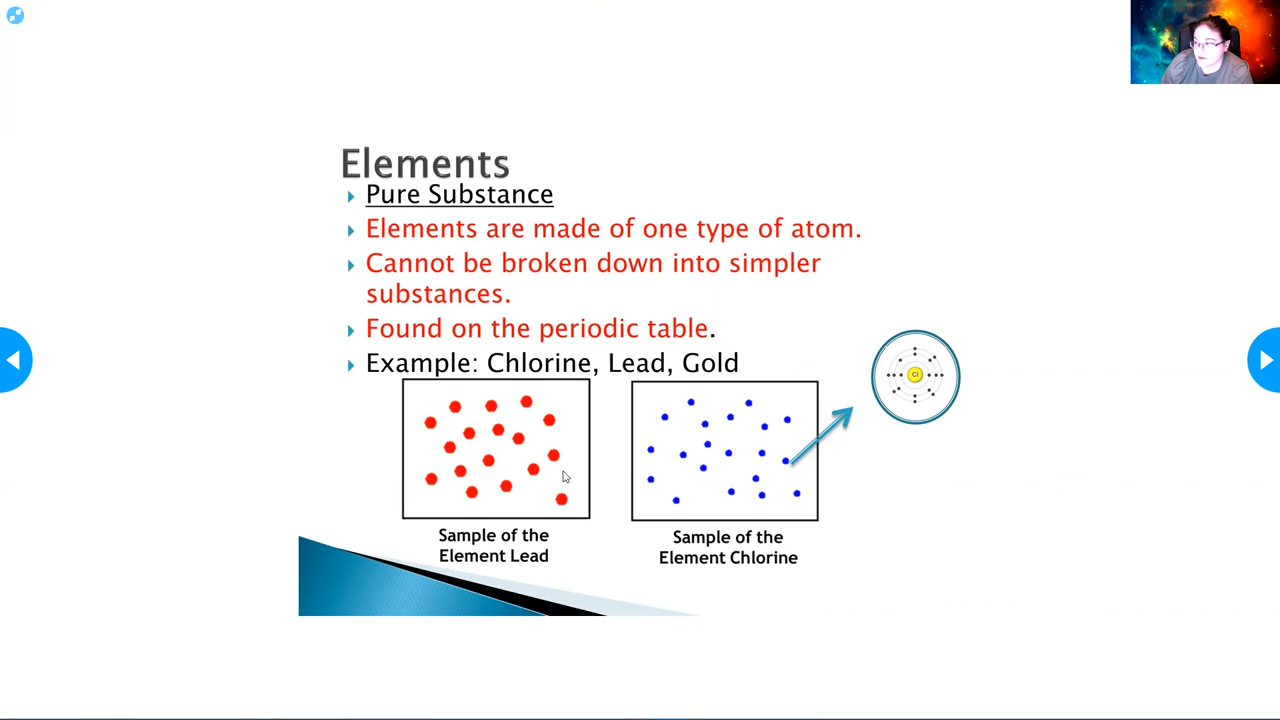 Elements
Pure Substance
Elements are made of one type of atom.
Cannot be broken down into simpler
substances.
Found on the periodic table.
Example: Chlorine, Lead, Gold
Cl
Sample of the
Element Lead
Sample of the
Element Chlorine